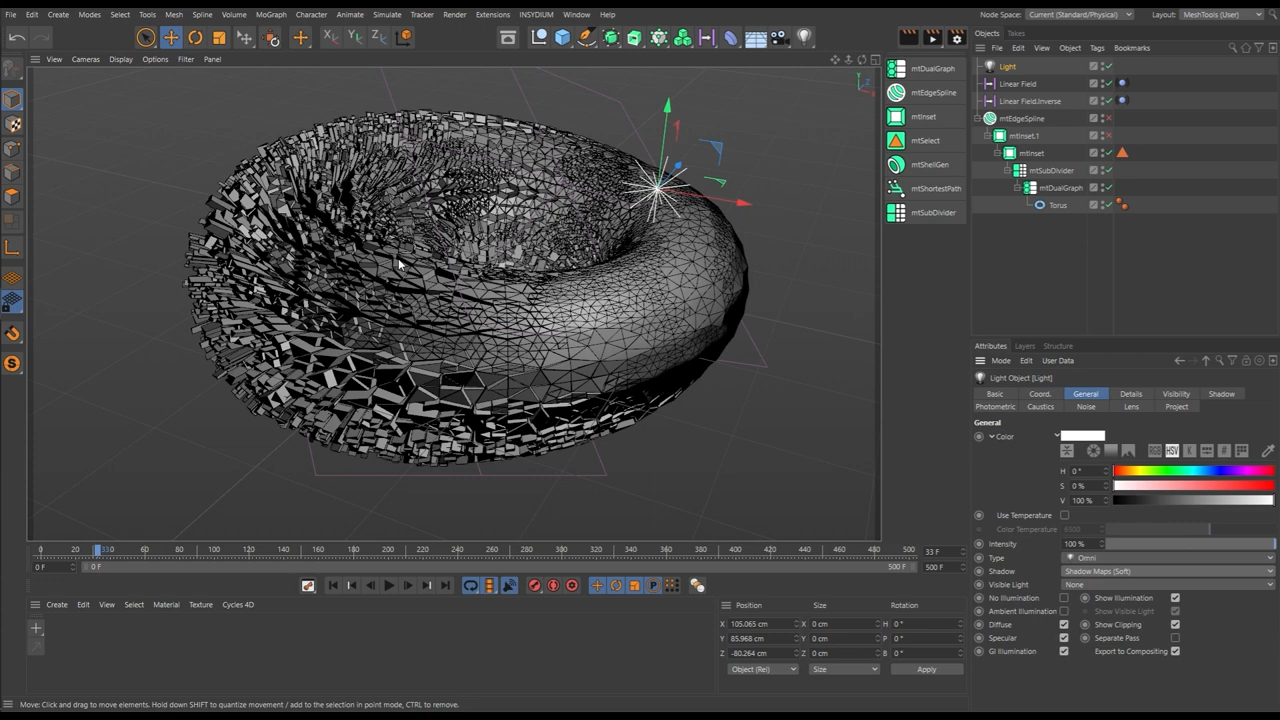 File Edit Create Modes Select Tools Mesh Spline Volume MoGraph Character Animate Simulate Tracker Render Extensions INSYDIUM Window Help
Node Space: Current (Standard/Physical) Layout: MeshTools (User)
X Y Z
Objects Takes
File Edit View Object Tags Bookmarks
View Cameras Display Options Filter Panel
Light
Linear Field
Linear Field.Inverse
mtEdgeSpline
mtInset.1
mtInset
mtSubDivider
mtDualGraph
Torus
mtDualGraph
mtEdgeSpline
mtInset
mtSelect
mtShellGen
mtShortestPath
mtSubDivider
Y
Z
Attributes Layers Structure
Mode Edit User Data
Light Object [Light]
Basic Coord. General Details Visibility Shadow
Photometric Caustics Noise Lens Project
General
Color
RGB HSV K #
H 0 °
S 0 %
V 100 %
Use Temperature
Color Temperature 6500
Intensity 100 %
Type Omni
Shadow Shadow Maps (Soft)
Visible Light None
No Illumination Show Illumination
Ambient Illumination Show Visible Light
Diffuse Show Clipping
Specular Separate Pass
GI Illumination Export to Compositing
0 20 33 0 60 80 100 120 140 160 180 200 220 240 260 280 300 320 340 360 380 400 420 440 460 480 500 33 F
0 F 0 F 500 F 500 F
P
Create Edit View Select Material Texture Cycles 4D
Position Size Rotation
X 105.065 cm X 0 cm H 0 °
Y 85.968 cm Y 0 cm P 0 °
Z -80.264 cm Z 0 cm B 0 °
Object (Rel) Size Apply
Move: Click and drag to move elements. Hold down SHIFT to quantize movement / add to the selection in point mode, CTRL to remove.